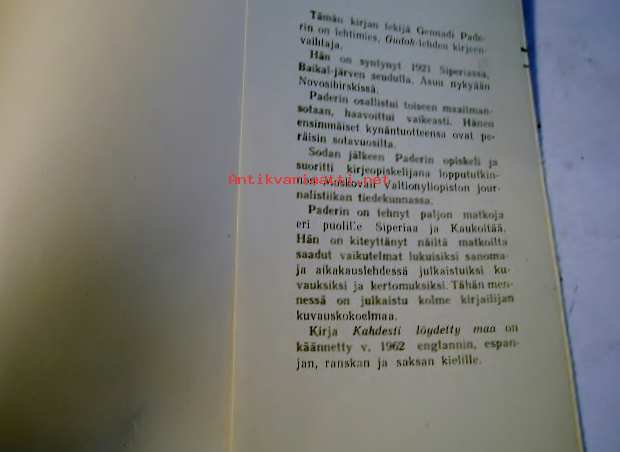 Tämän kirjan tekijä Gennadi Pade-
rin on lehtimies, Gudok-lehden kirjeen-
vaihtaja.
Hän on syntynyt 1921 Siperiassa,
Baikal-järven seudulla. Asuu nykyään
Novosibirskissä.
Paderin osallistui toiseen maailman-
sotaan, haavoittui vaikeasti. Hänen
ensimmäiset kynäntuotteensa ovat pe-
räisin sotavuosilta.
Sodan jälkeen Paderin opiskeli ja
suoritti kirjeopiskelijana loppututkin-
non Moskovan Valtionyliopiston jour-
nalistiikan tiedekunnassa.
Antikvariaatti.net
Paderin on tehnyt paljon matkoja
eri puolille Siperiaa ja Kaukoitää.
Hän on kiteyttänyt näiltä matkoilta
saadut vaikutelmat lukuisiksi sanoma-
ja aikakauslehdessä julkaistuiksi ku-
vauksiksi ja kertomuksiksi. Tähän men-
nessä on julkaistu kolme kirjailijan
kuvauskokoelmaa.
Kirja Kahdesti löydetty maa on
käännetty v. 1962 englannin, espan-
jan, ranskan ja saksan kielille.